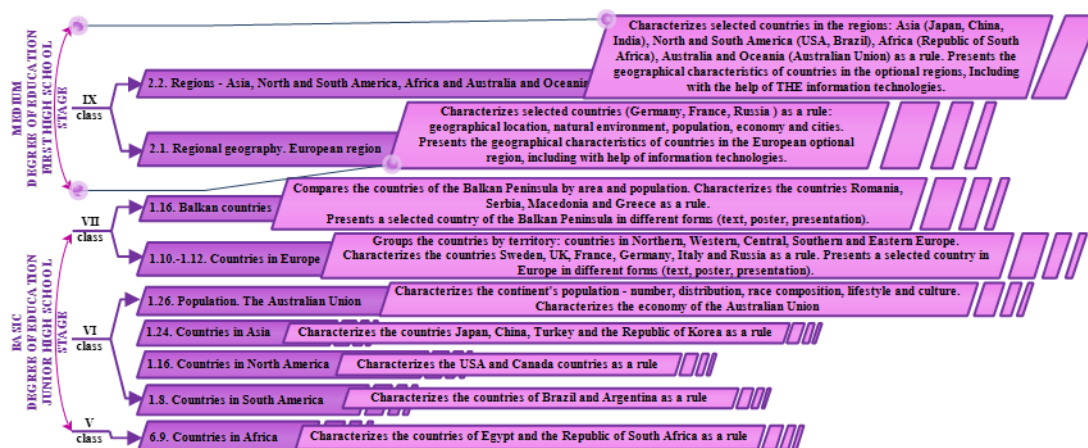 MEDIUM
DEGREE OF EDUCATION
FIRST HIGH SCHOOL
STAGE
IX
class
2.2. Regions - Asia, North and South America, Africa and Australia and Oceania
Characterizes selected countries in the regions: Asia (Japan, China,
India), North and South America (USA, Brazil), Africa (Republic of South
Africa), Australia and Oceania (Australian Union) as a rule. Presents the
geographical characteristics of countries in the optional regions, Including
with the help of THE information technologies.
2.1. Regional geography. European region
Characterizes selected countries (Germany, France, Russia ) as a rule:
geographical location, natural environment, population, economy and cities.
Presents the geographical characteristics of countries in the European optional
region, including with help of information technologies.
BASIC
DEGREE OF EDUCATION
JUNIOR HIGH SCHOOL
STAGE
VII
class
1.16. Balkan countries
Compares the countries of the Balkan Peninsula by area and population. Characterizes the countries Romania,
Serbia, Macedonia and Greece as a rule.
Presents a selected country of the Balkan Peninsula in different forms (text, poster, presentation).
1.10.-1.12. Countries in Europe
Groups the countries by territory: countries in Northern, Western, Central, Southern and Eastern Europe.
Characterizes the countries Sweden, UK, France, Germany, Italy and Russia as a rule. Presents a selected country in
Europe in different forms (text, poster, presentation).
VI
class
1.26. Population. The Australian Union
Characterizes the continent's population - number, distribution, race composition, lifestyle and culture.
Characterizes the economy of the Australian Union
1.24. Countries in Asia
Characterizes the countries Japan, China, Turkey and the Republic of Korea as a rule
1.16. Countries in North America
Characterizes the USA and Canada countries as a rule
1.8. Countries in South America
Characterizes the countries of Brazil and Argentina as a rule
V
class
6.9. Countries in Africa
Characterizes the countries of Egypt and the Republic of South Africa as a rule